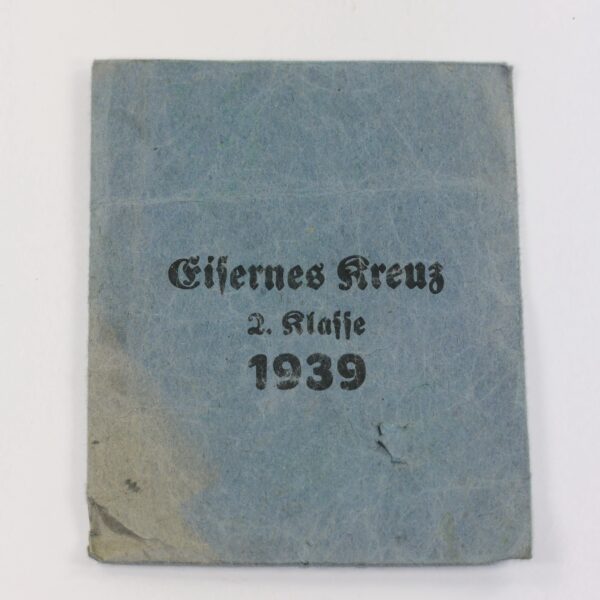 Eisernes Kreuz
2. Klasse
1939